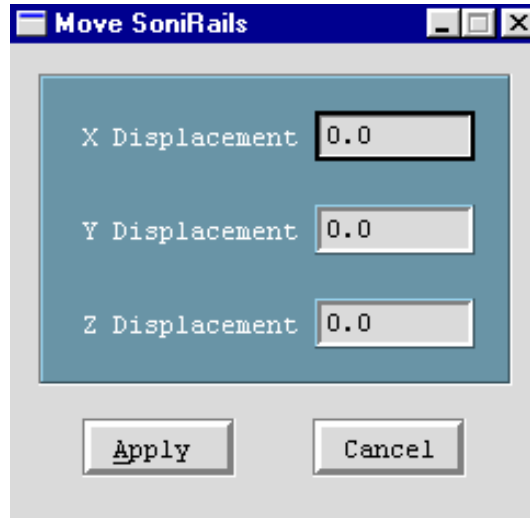 Move SoniRails
X Displacement 0.0
Y Displacement 0.0
Z Displacement 0.0
Apply Cancel